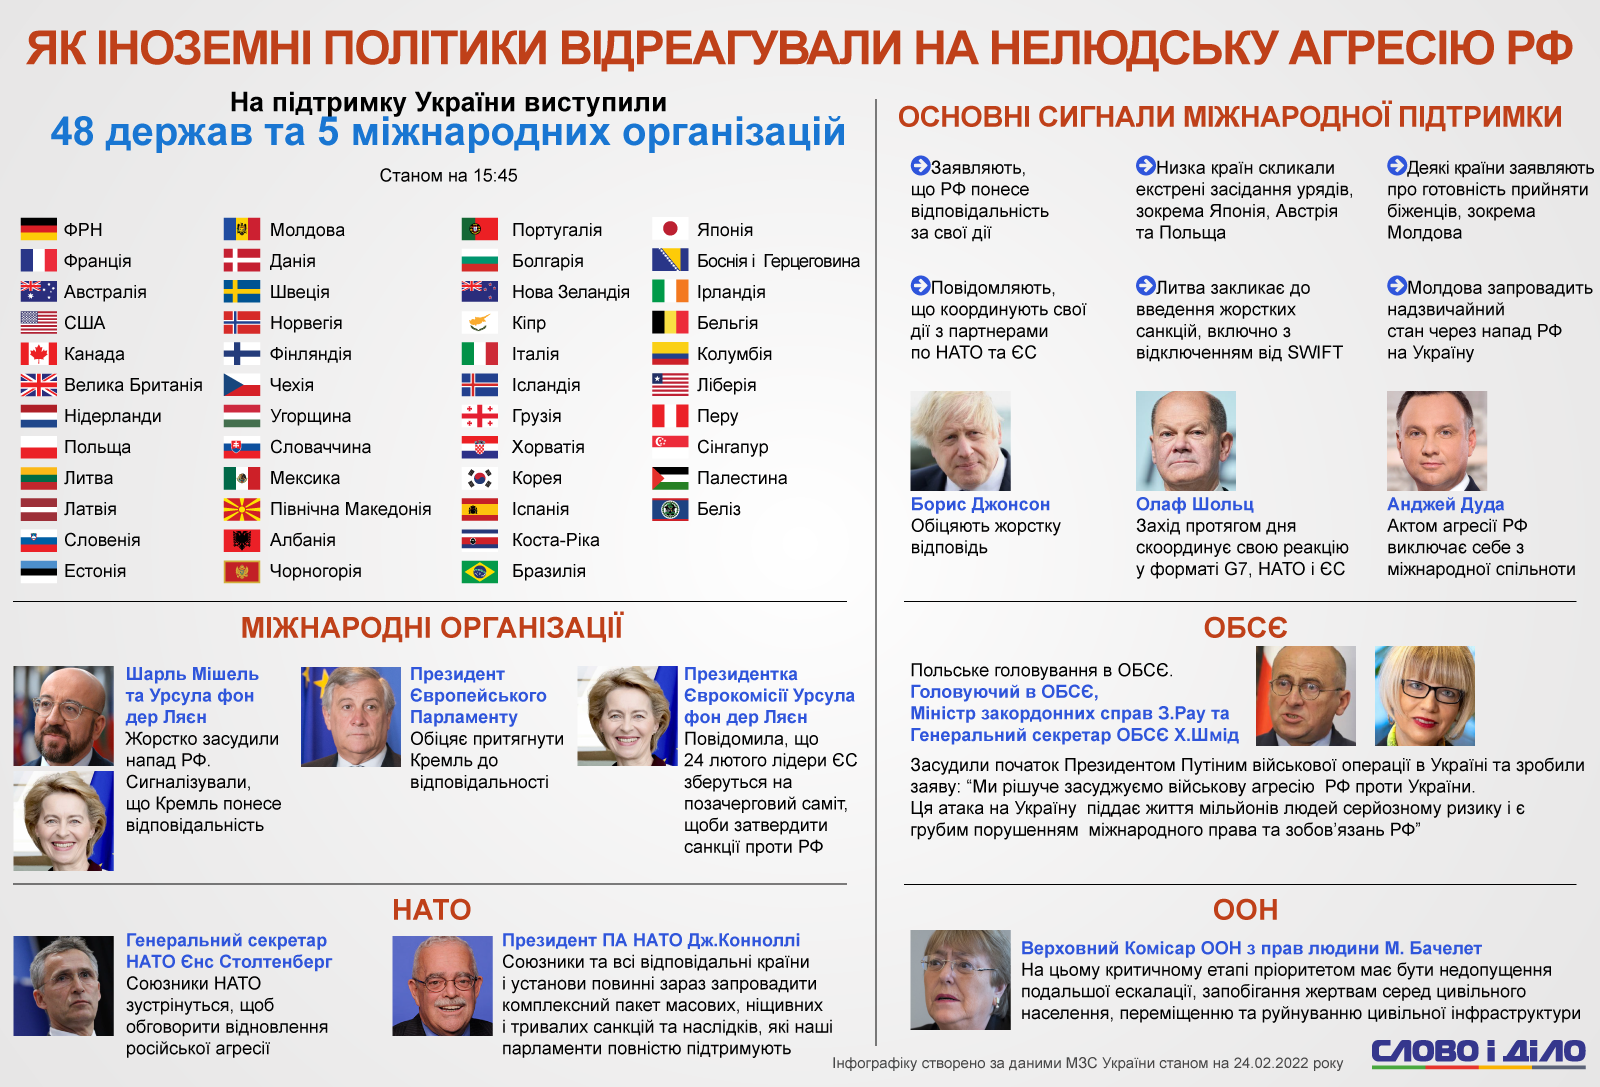 ЯК ІНОЗЕМНІ ПОЛІТИКИ ВІДРЕАГУВАЛИ НА НЕЛЮДСЬКУ АГРЕСІЮ РФ
На підтримку України виступили
48 держав та 5 міжнародних організацій
Станом на 15:45
ФРН
Франція
Австралія
США
Канада
Велика Британія
Нідерланди
Польща
Литва
Латвія
Словенія
Естонія
Молдова
Данія
Швеція
Норвегія
Фінляндія
Чехія
Угорщина
Словаччина
Мексика
Північна Македонія
Албанія
Чорногорія
Португалія
Болгарія
Нова Зеландія
Кіпр
Італія
Ісландія
Грузія
Хорватія
Корея
Іспанія
Коста-Ріка
Бразилія
Японія
Боснія і Герцеговина
Ірландія
Бельгія
Колумбія
Ліберія
Перу
Сінгапур
Палестина
Беліз
МІЖНАРОДНІ ОРГАНІЗАЦІЇ
Шарль Мішель
та Урсула фон
дер Ляєн
Жорстко засудили
напад РФ.
Сигналізували,
що Кремль понесе
відповідальність
Президент
Європейського
Парламенту
Обіцяє притягнути
Кремль до
відповідальності
Президентка
Єврокомісії Урсула
фон дер Ляєн
Повідомила, що
24 лютого лідери ЄС
зберуться на
позачерговий саміт,
щоби затвердити
санкції проти РФ
НАТО
Генеральний секретар
НАТО Єнс Столтенберг
Союзники НАТО
зустрінуться, щоб
обговорити відновлення
російської агресії
Президент ПА НАТО Дж.Конноллі
Союзники та всі відповідальні країни
і установи повинні зараз запровадити
комплексний пакет масових, ніщивних
і тривалих санкцій та наслідків, які наші
парламенти повністю підтримують
ОСНОВНІ СИГНАЛИ МІЖНАРОДНОЇ ПІДТРИМКИ
Заявляють,
що РФ понесе
відповідальність
за свої дії
Низка країн скликали
екстрені засідання урядів,
зокрема Японія, Австрія
та Польща
Деякі країни заявляють
про готовність прийняти
біженців, зокрема
Молдова
Повідомляють,
що координують свої
дії з партнерами
по НАТО та ЄС
Литва закликає до
введення жорстких
санкцій, включно з
відключенням від SWIFT
Молдова запровадить
надзвичайний
стан через напад РФ
на Україну
Борис Джонсон
Обіцяють жорстку
відповідь
Олаф Шольц
Захід протягом дня
скоординує свою реакцію
у форматі G7, НАТО і ЄС
Анджей Дуда
Актом агресії РФ
виключає себе з
міжнародної спільноти
ОБСЄ
Польське головування в ОБСЄ.
Головуючий в ОБСЄ,
Міністр закордонних справ З.Рау та
Генеральний секретар ОБСЄ Х.Шмід
Засудили початок Президентом Путіним військової операції в Україні та зробили
заяву: “Ми рішуче засуджуємо військову агресію РФ проти України.
Ця атака на Україну піддає життя мільйонів людей серйозному ризику і є
грубим порушенням міжнародного права та зобов’язань РФ”
ООН
Верховний Комісар ООН з прав людини М. Бачелет
На цьому критичному етапі пріоритетом має бути недопущення
подальшої ескалації, запобігання жертвам серед цивільного
населення, переміщенню та руйнуванню цивільної інфраструктури
Інфографіку створено за даними МЗС України станом на 24.02.2022 року
СЛОВО і ДІЛО